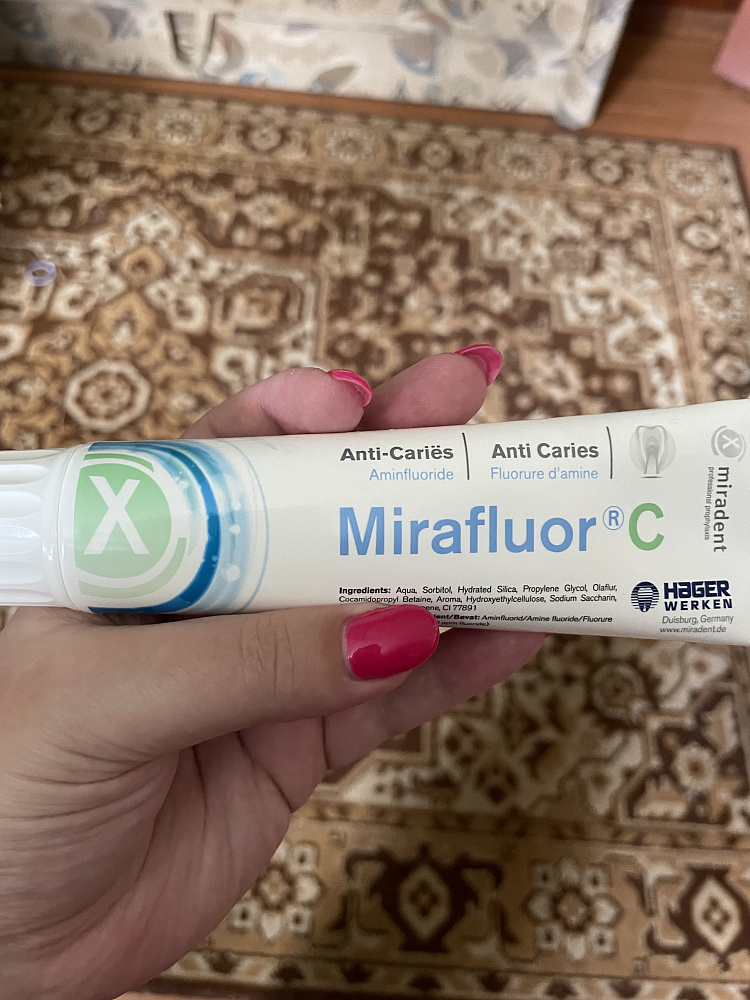 X
Anti-Cariës
Aminfluoride
Anti Caries
Fluorure d'amine
Mirafluor® C
miradent
professional prophylaxis
Ingredients: Aqua, Sorbitol, Hydrated Silica, Propylene Glycol, Olaflur,
Cocamidopropyl Betaine, Aroma, Hydroxyethylcellulose, Sodium Saccharin,
CI 77891
Bevat: Aminfluorid/Amine fluoride/Fluorure
HAGER
WERKEN
Duisburg, Germany
www.miradent.de